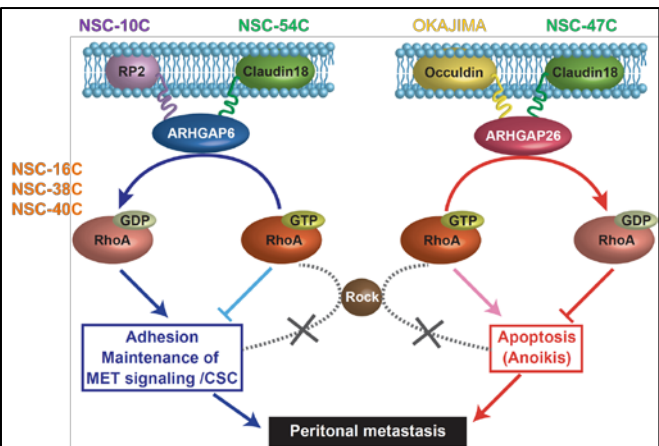 NSC-10C NSC-54C OKAJIMA NSC-47C
RP2 Claudin18 Occuldin Claudin18
ARHGAP6 ARHGAP26
NSC-16C
NSC-38C
NSC-40C
GDP GTP GTP GDP
RhoA RhoA RhoA RhoA
Rock
Adhesion
Maintenance of
MET signaling /CSC
Apoptosis
(Anoikis)
Peritonal metastasis